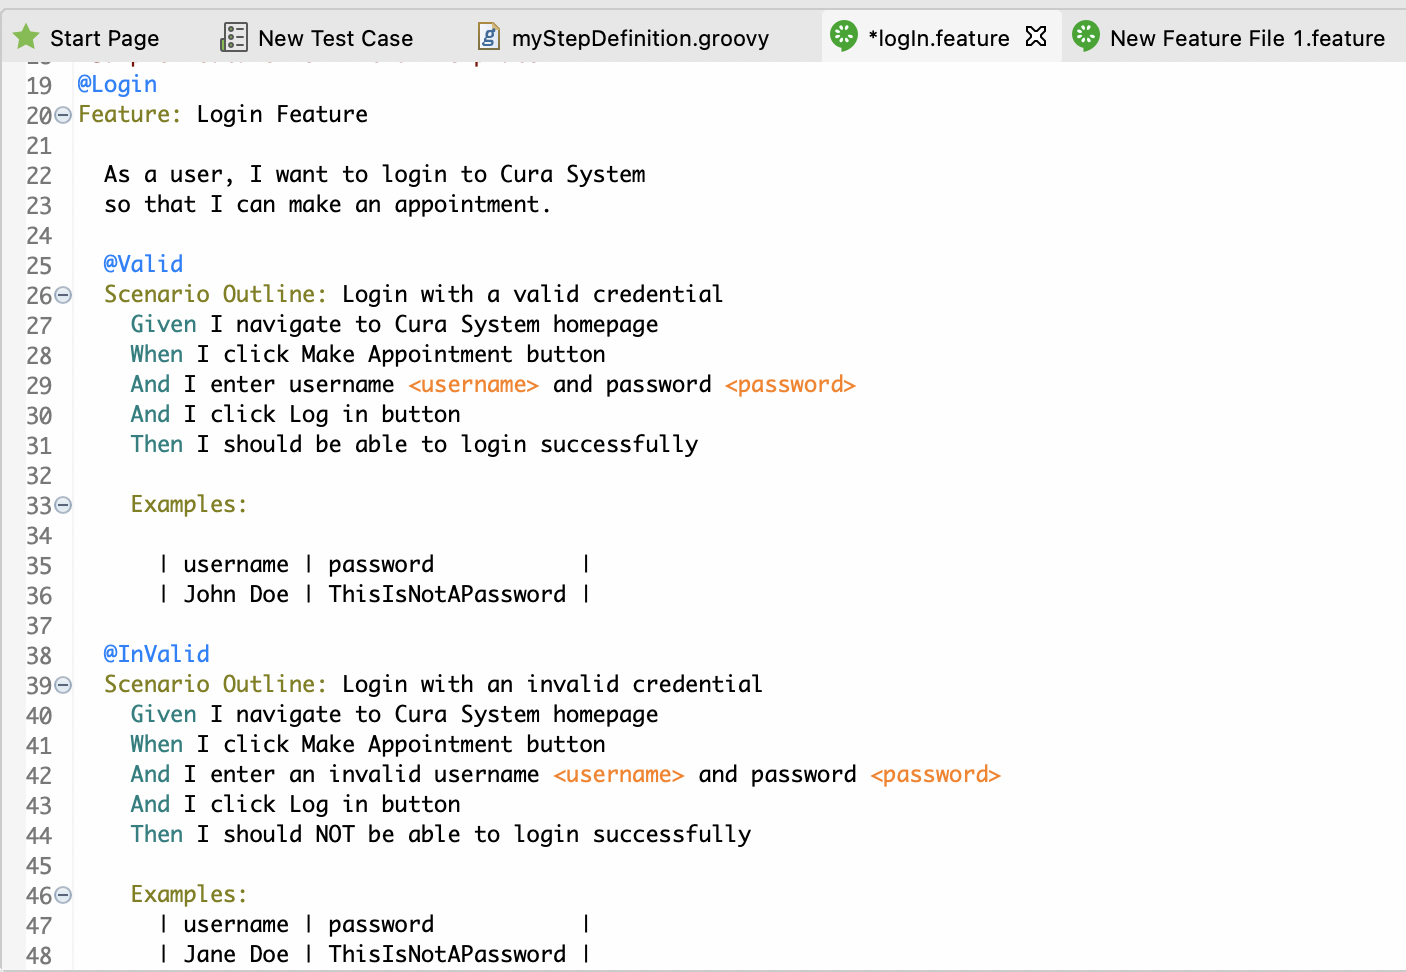 Start Page New Test Case myStepDefinition.groovy *logIn.feature New Feature File 1.feature
19 @Login
20 Feature: Login Feature
21
22 As a user, I want to login to Cura System
23 so that I can make an appointment.
24
25 @Valid
26 Scenario Outline: Login with a valid credential
27 Given I navigate to Cura System homepage
28 When I click Make Appointment button
29 And I enter username <username> and password <password>
30 And I click Log in button
31 Then I should be able to login successfully
32
33 Examples:
34
35 | username | password |
36 | John Doe | ThisIsNotAPassword |
37
38 @InValid
39 Scenario Outline: Login with an invalid credential
40 Given I navigate to Cura System homepage
41 When I click Make Appointment button
42 And I enter an invalid username <username> and password <password>
43 And I click Log in button
44 Then I should NOT be able to login successfully
45
46 Examples:
47 | username | password |
48 | Jane Doe | ThisIsNotAPassword |